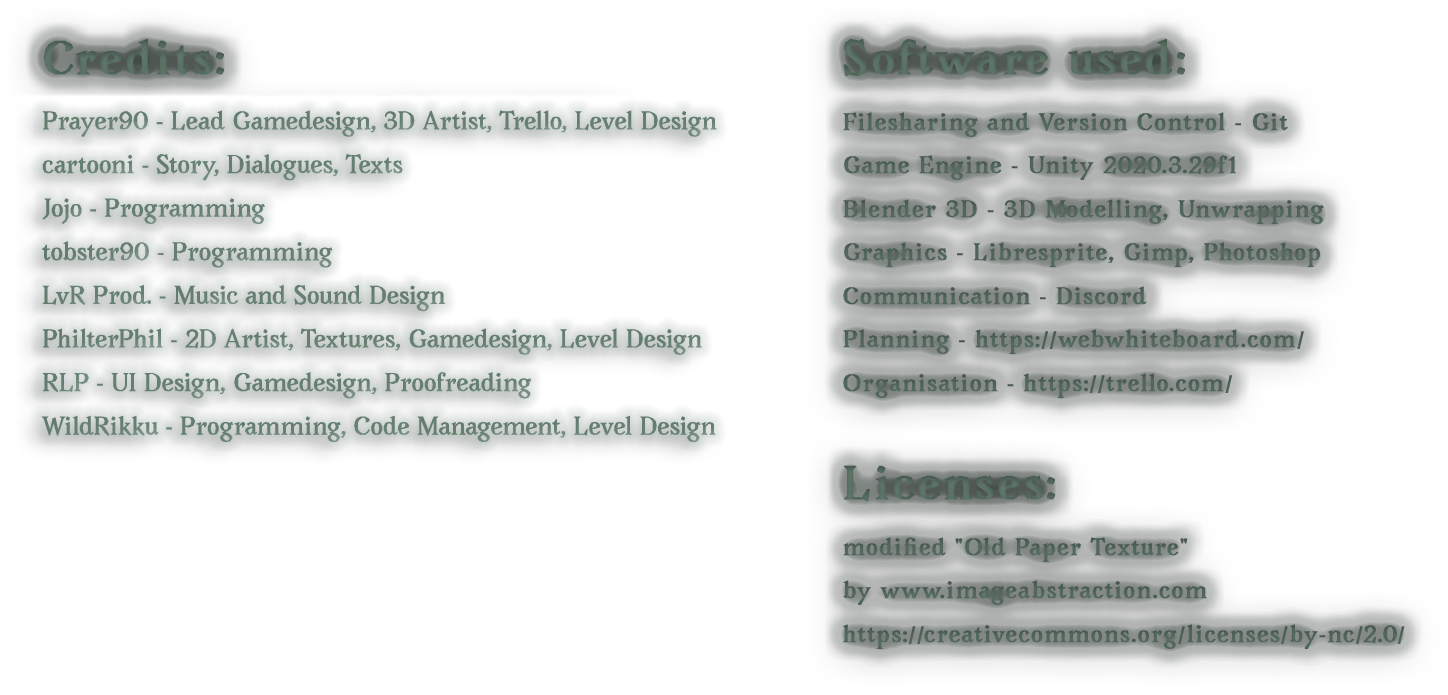 Credits:
Prayer90 - Lead Gamedesign, 3D Artist, Trello, Level Design
cartooni - Story, Dialogues, Texts
Jojo - Programming
tobster90 - Programming
LvR Prod. - Music and Sound Design
PhilterPhil - 2D Artist, Textures, Gamedesign, Level Design
RLP - UI Design, Gamedesign, Proofreading
WildRikku - Programming, Code Management, Level Design
Software used:
Filesharing and Version Control - Git
Game Engine - Unity 2020.3.29f1
Blender 3D - 3D Modelling, Unwrapping
Graphics - Libresprite, Gimp, Photoshop
Communication - Discord
Planning - https://webwhiteboard.com/
Organisation - https://trello.com/
Licenses:
modified "Old Paper Texture"
by www.imageabstraction.com
https://creativecommons.org/licenses/by-nc/2.0/